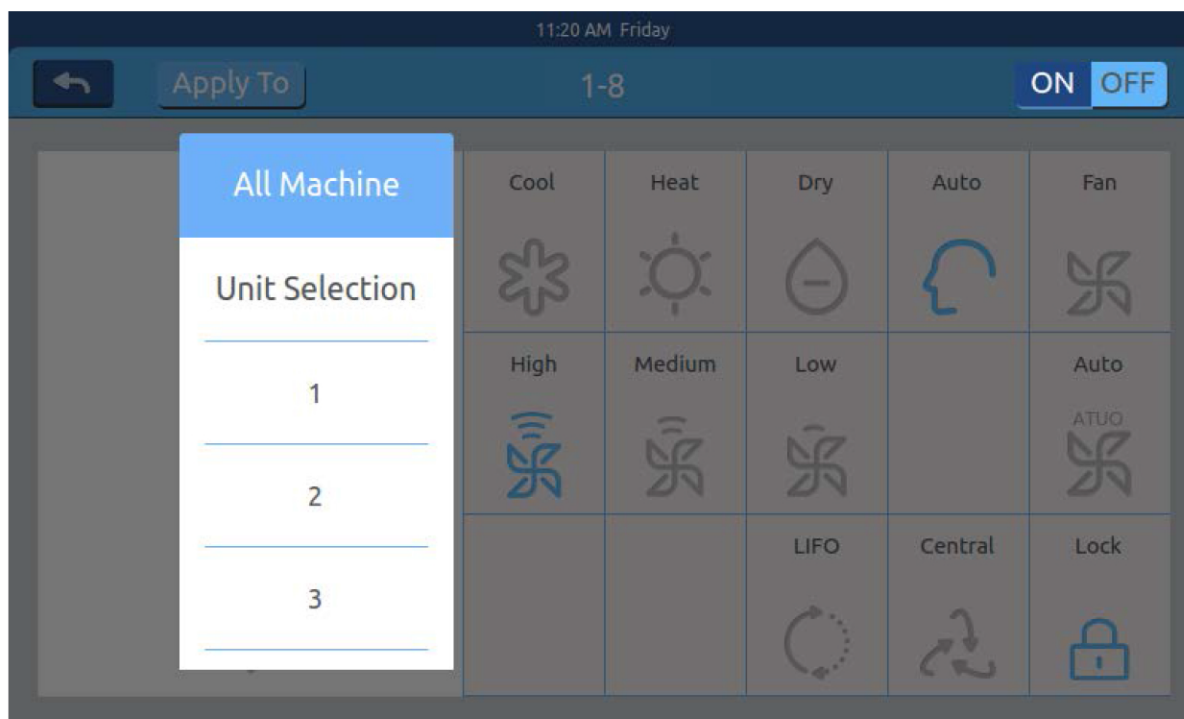 11:20 AM Friday
Apply To
1-8
ON OFF
All Machine
Unit Selection
1
2
3
Cool Heat Dry Auto Fan
High Medium Low Auto
ATUO
LIFO Central Lock